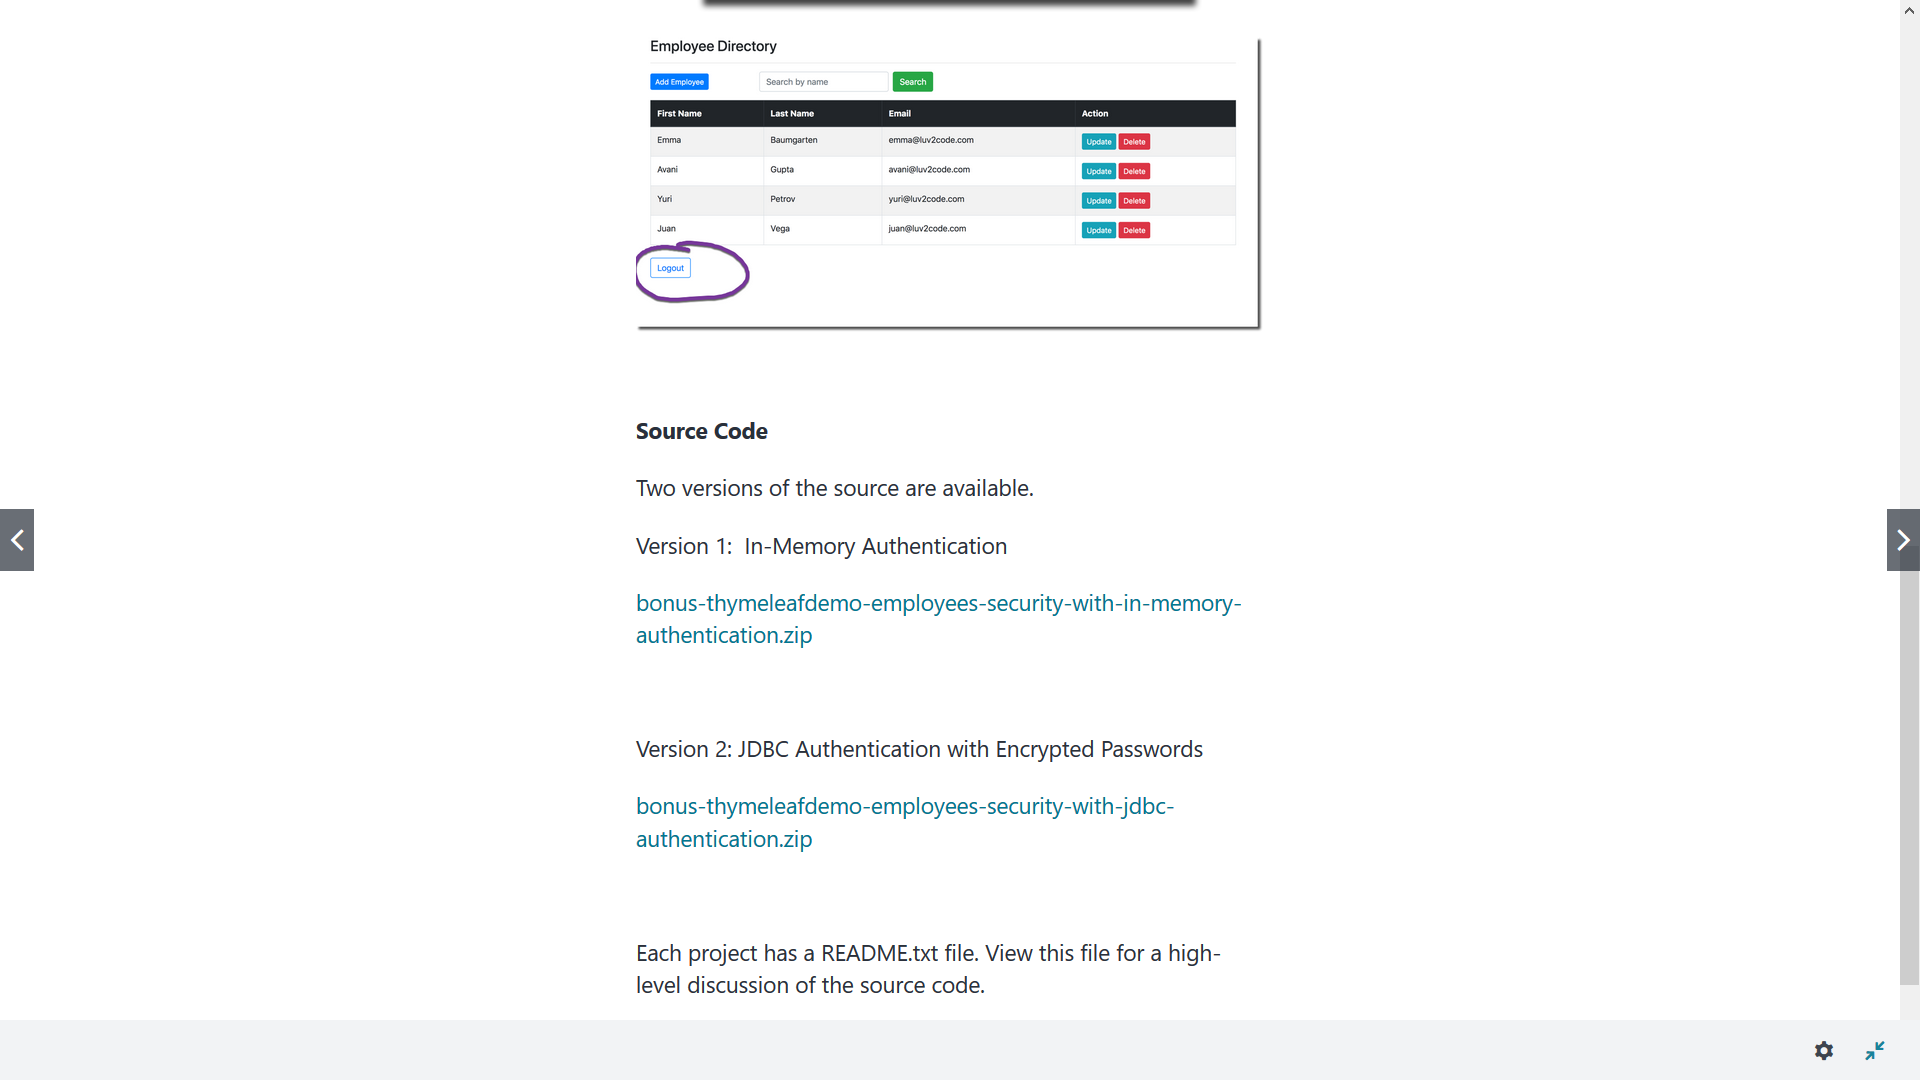 Employee Directory
Add Employee Search by name Search
First Name Last Name Email Action
Emma Baumgarten emma@luv2code.com Update Delete
Avani Gupta avani@luv2code.com Update Delete
Yuri Petrov yuri@luv2code.com Update Delete
Juan Vega juan@luv2code.com Update Delete
Logout
Source Code
Two versions of the source are available.
Version 1:  In-Memory Authentication
bonus-thymeleafdemo-employees-security-with-in-memory-
authentication.zip
Version 2: JDBC Authentication with Encrypted Passwords
bonus-thymeleafdemo-employees-security-with-jdbc-
authentication.zip
Each project has a README.txt file. View this file for a high-
level discussion of the source code.